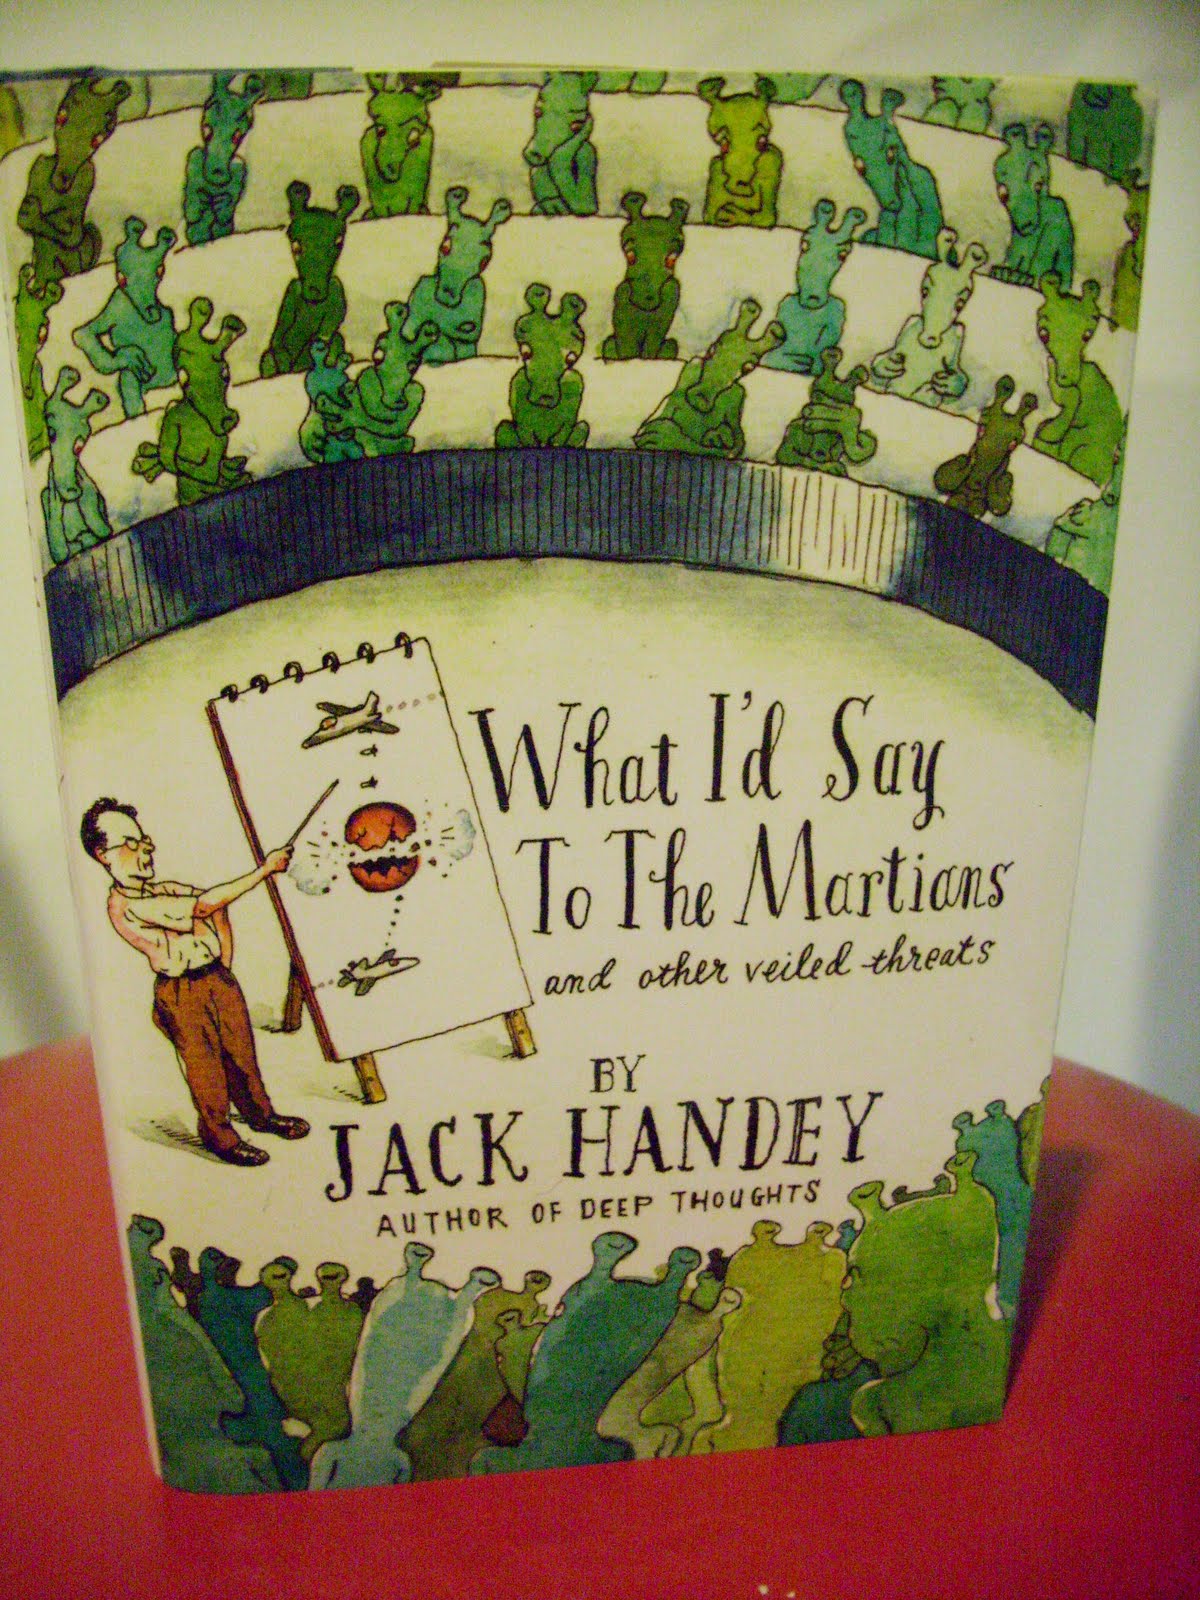 What I'd Say
To The Martians
and other veiled threats
BY
JACK HANDEY
AUTHOR OF DEEP THOUGHTS